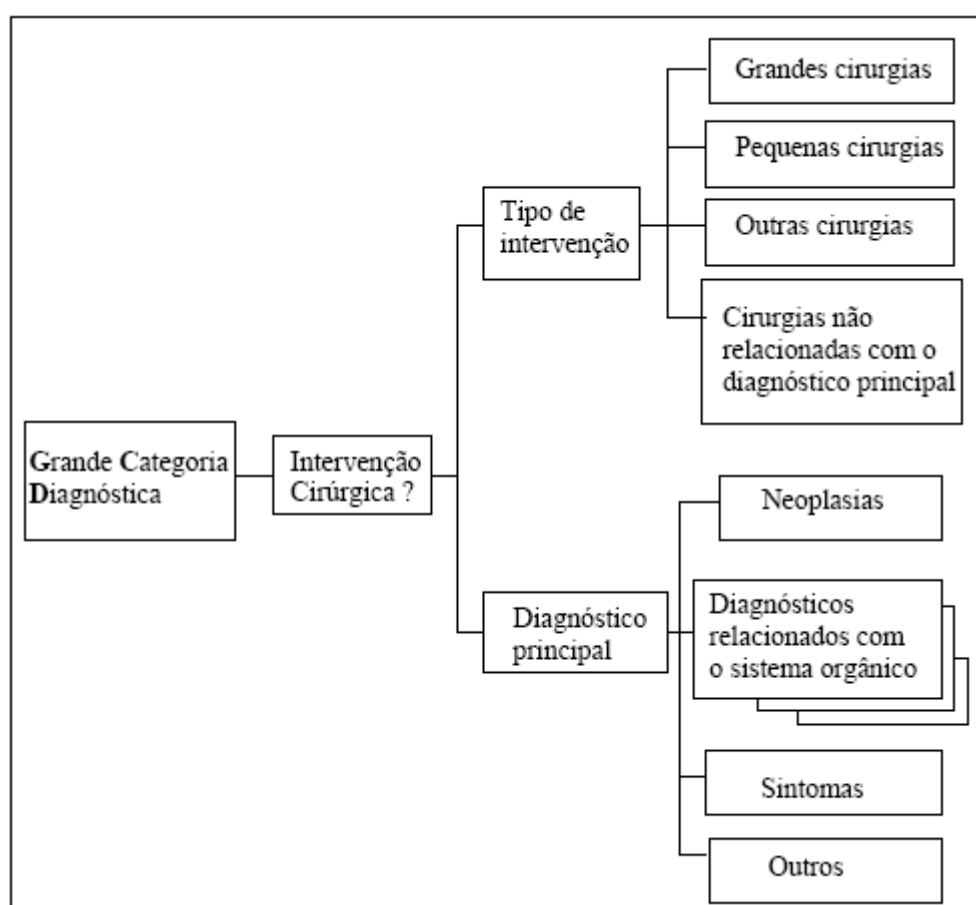 Grandes cirurgias
Pequenas cirurgias
Tipo de
intervenção
Outras cirurgias
Cirurgias não
relacionadas com o
diagnóstico principal
Grande Categoria
Diagnóstica
Intervenção
Cirúrgica ?
Neoplasias
Diagnóstico
principal
Diagnósticos
relacionados com
o sistema orgânico
Sintomas
Outros